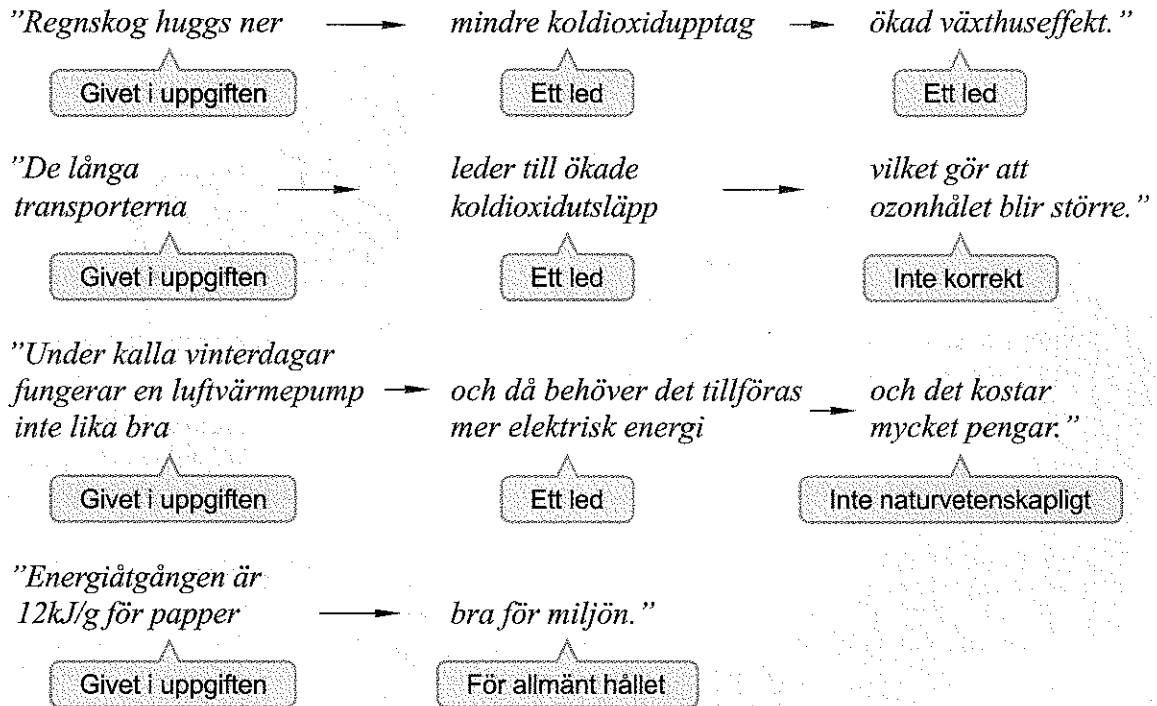 ”Regnskog huggs ner mindre koldioxidupptag ökad växthuseffekt.”
Givet i uppgiften Ett led Ett led
”De långa leder till ökade vilket gör att
transporterna koldioxidutsläpp ozonhålet blir större.”
Givet i uppgiften Ett led Inte korrekt
”Under kalla vinterdagar
fungerar en luftvärmepump och då behöver det tillföras och det kostar
inte lika bra mer elektrisk energi mycket pengar.”
Givet i uppgiften Ett led Inte naturvetenskapligt
”Energiåtgången är
12kJ/g för papper bra för miljön.”
Givet i uppgiften För allmänt hållet